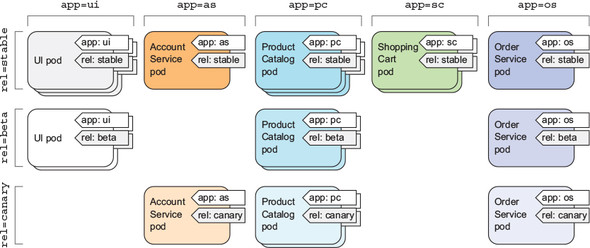 app=ui app=as app=pc app=sc app=os
rel=stable
UI pod
app: ui
rel: stable
Account
Service
pod
app: as
rel: stable
Product
Catalog
pod
app: pc
rel: stable
Shopping
Cart
pod
app: sc
rel: stable
Order
Service
pod
app: os
rel: stable
rel=beta
UI pod
app: ui
rel: beta
Product
Catalog
pod
app: pc
rel: beta
Order
Service
pod
app: os
rel: beta
rel=canary
Account
Service
pod
app: as
rel: canary
Product
Catalog
pod
app: pc
rel: canary
Order
Service
pod
app: os
rel: canary